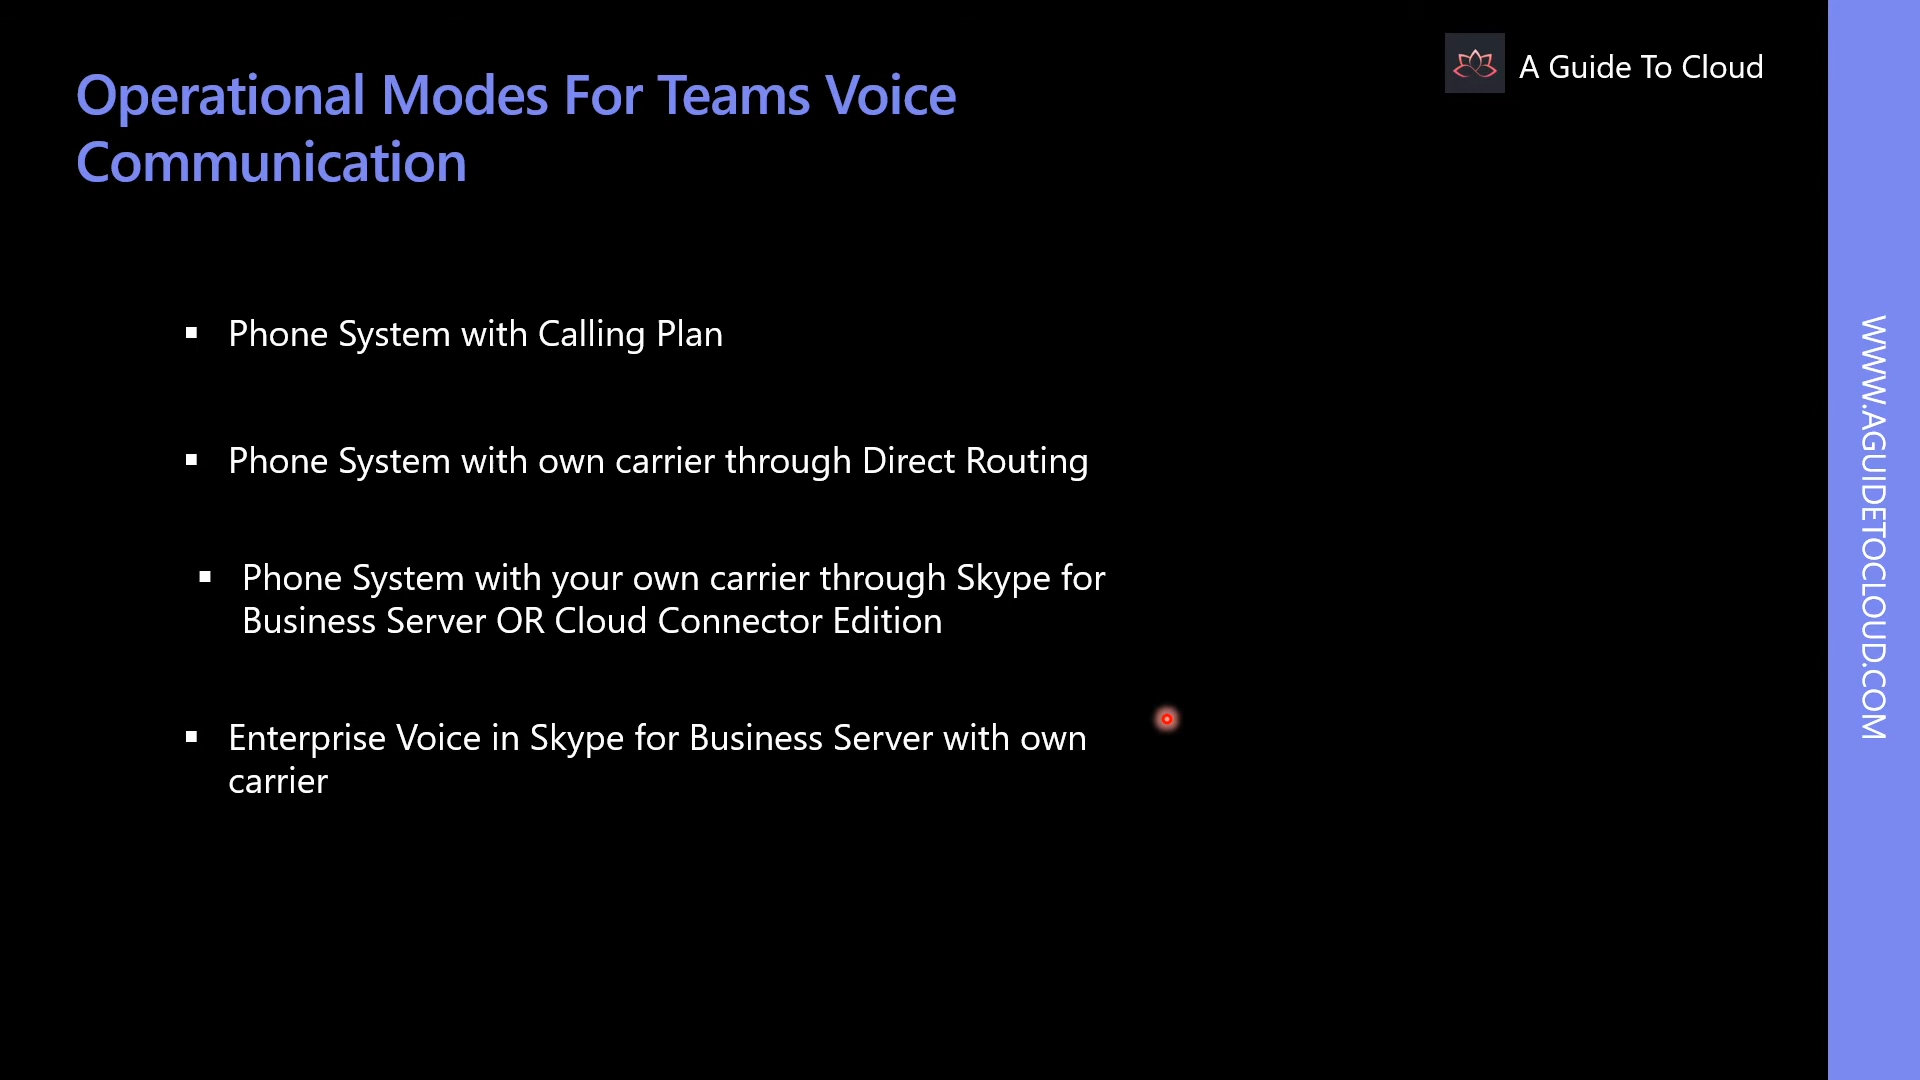 A Guide To Cloud
Operational Modes For Teams Voice
Communication
▪ Phone System with Calling Plan
▪ Phone System with own carrier through Direct Routing
▪ Phone System with your own carrier through Skype for
Business Server OR Cloud Connector Edition
▪ Enterprise Voice in Skype for Business Server with own
carrier
WWW.AGUIDETOCLOUD.COM